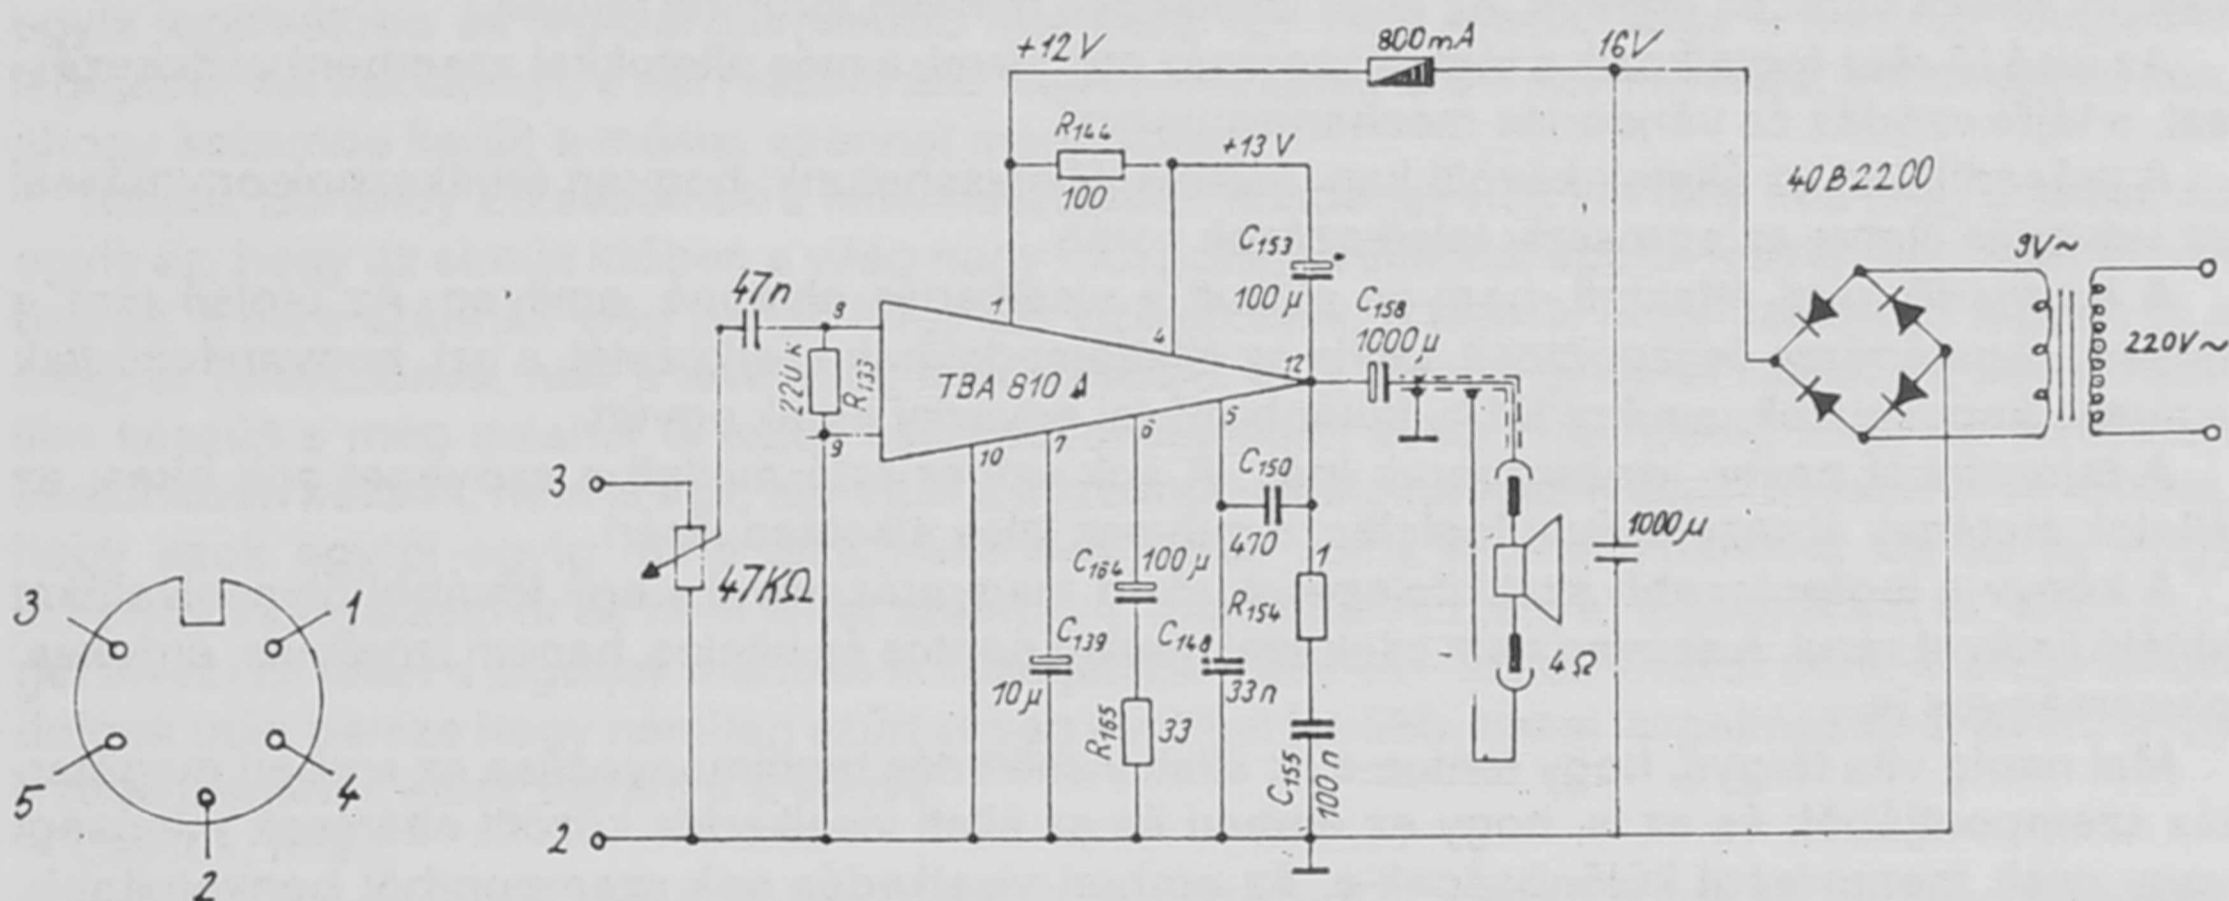 +12V
800mA
16V
R144
100
+13V
40B2200
C153
100µ
9V~
47n
8
1
4
C158
1000µ
12
220V~
220K
R133
TBA 810 A
9
10
7
6
5
3
C150
470
1000µ
47KΩ
C164
100µ
1
R154
C139
10µ
C148
33n
4Ω
R165
33
C155
100n
2
3
1
5
4
2